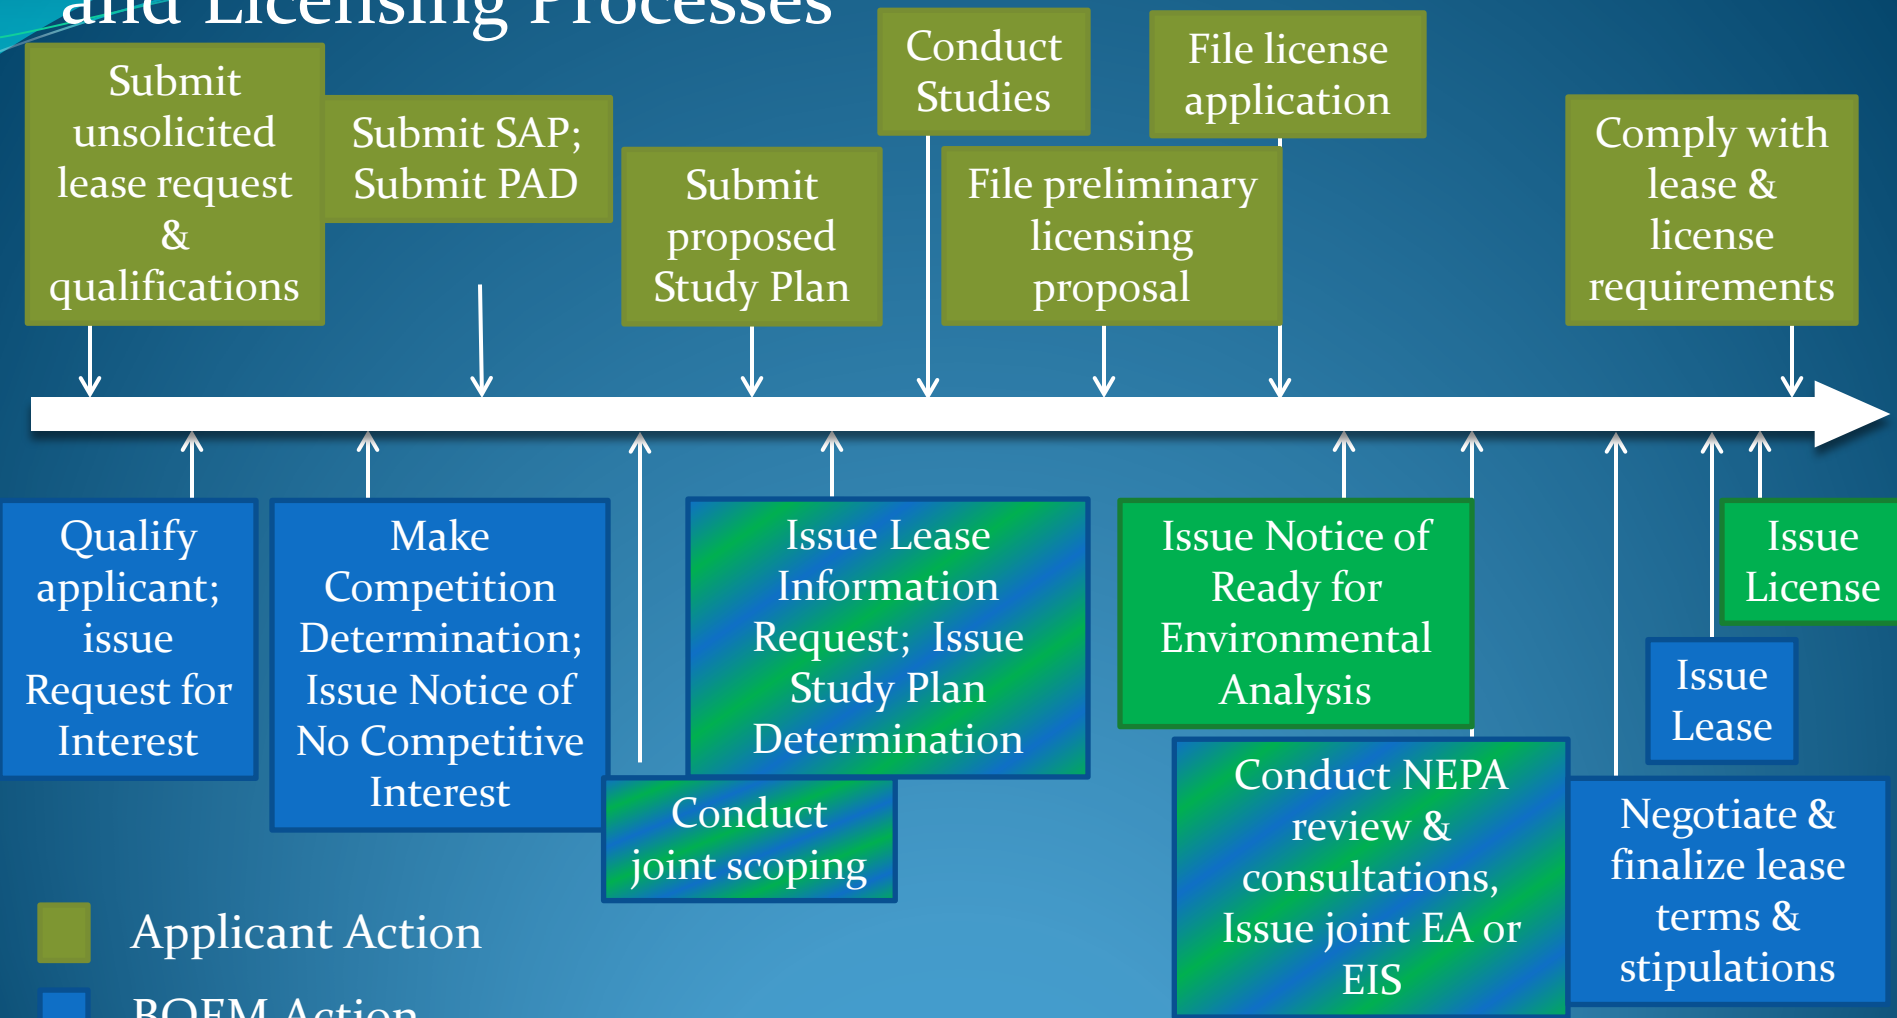 and Licensing Processes
Submit
unsolicited
lease request
&
qualifications
Submit SAP;
Submit PAD
Submit
proposed
Study Plan
Conduct
Studies
File preliminary
licensing
proposal
File license
application
Comply with
lease &
license
requirements
Qualify
applicant;
issue
Request for
Interest
Make
Competition
Determination;
Issue Notice of
No Competitive
Interest
Conduct
joint scoping
Issue Lease
Information
Request; Issue
Study Plan
Determination
Issue Notice of
Ready for
Environmental
Analysis
Conduct NEPA
review &
consultations,
Issue joint EA or
EIS
Negotiate &
finalize lease
terms &
stipulations
Issue
Lease
Issue
License
Applicant Action
BOEM Action